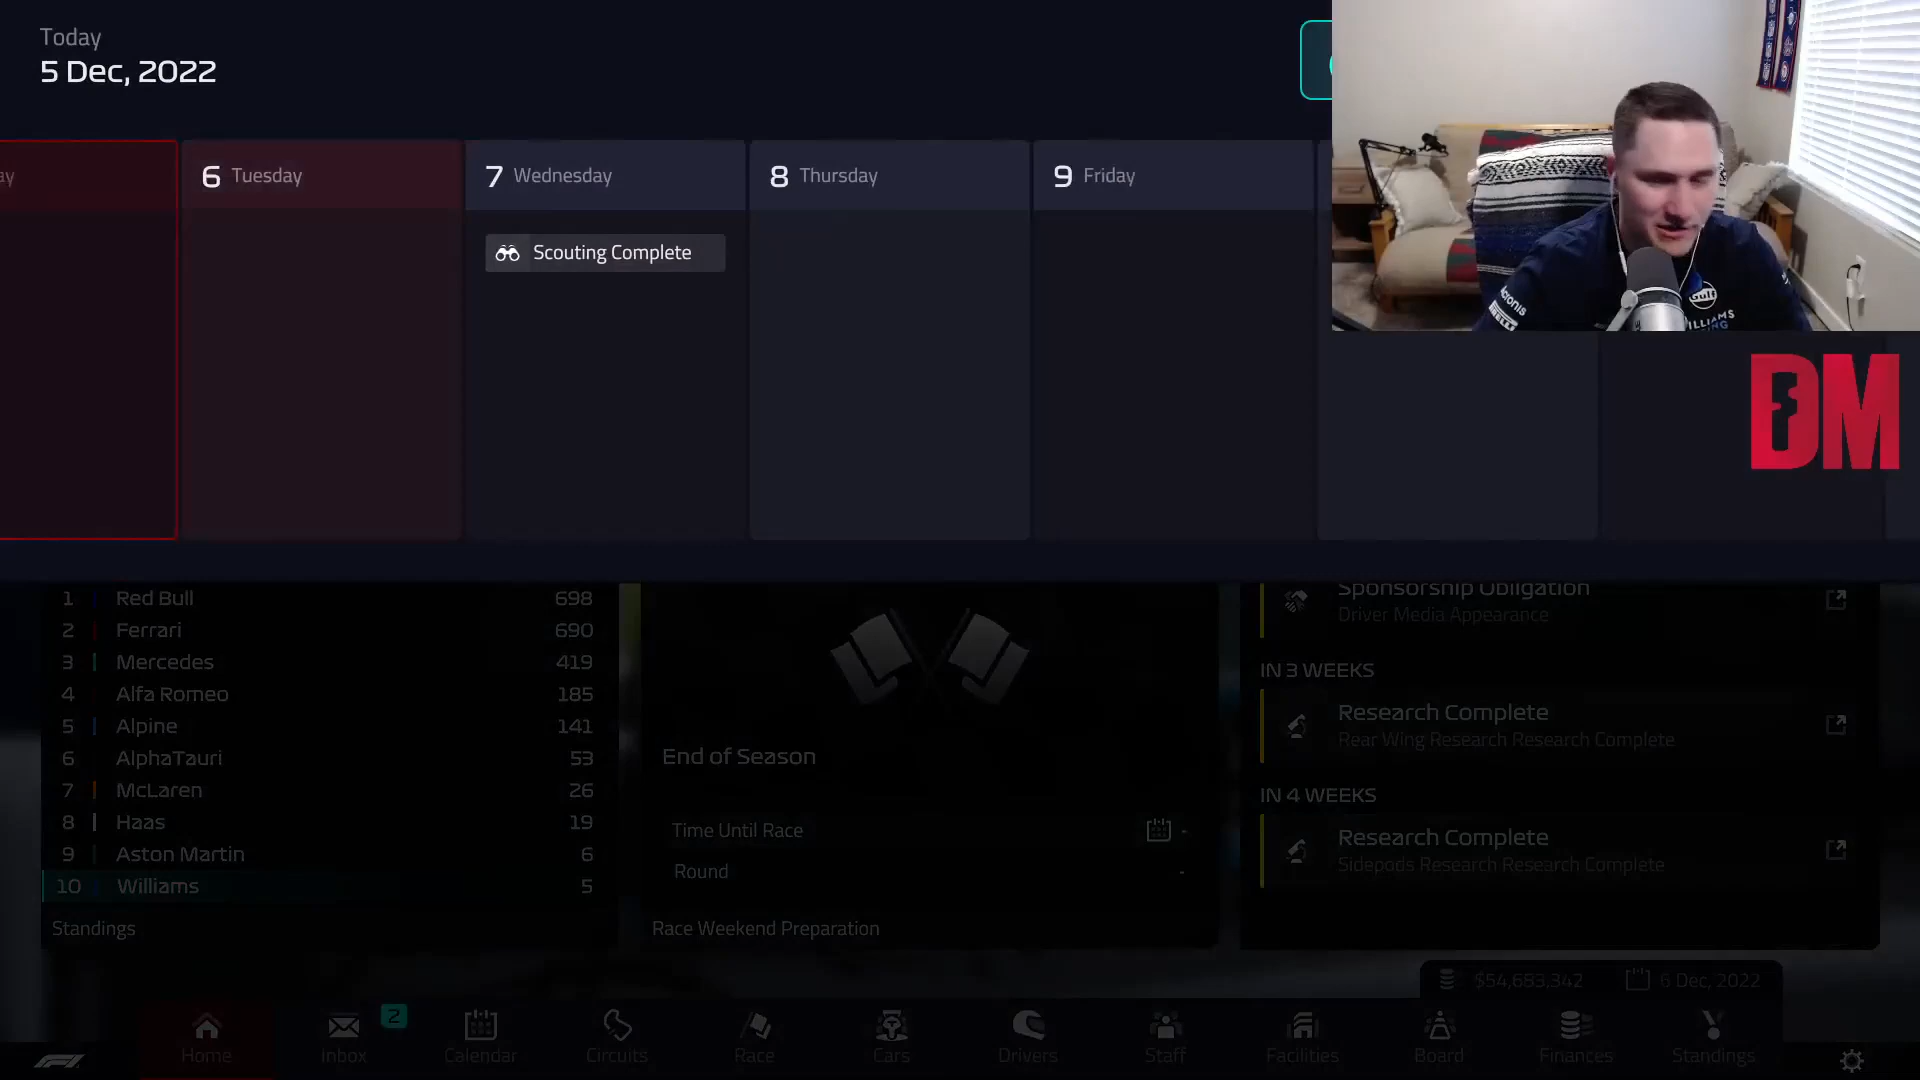 Today
5 Dec, 2022
ay
6 Tuesday
7 Wednesday
8 Thursday
9 Friday
Scouting Complete
acronis
PIRELLI
Gulf
ILLIAMS
DM
1 Red Bull 698
2 Ferrari 690
3 Mercedes 419
4 Alfa Romeo 185
5 Alpine 141
6 AlphaTauri 53
7 McLaren 26
8 Haas 19
9 Aston Martin 6
10 Williams 5
Standings
End of Season
Time Until Race -
Round -
Race Weekend Preparation
Sponsorship Obligation
Driver Media Appearance
IN 3 WEEKS
Research Complete
Rear Wing Research Research Complete
IN 4 WEEKS
Research Complete
Sidepods Research Research Complete
$54,683,342 6 Dec, 2022
2
Home Inbox Calendar Circuits Race Cars Drivers Staff Facilities Board Finances Standings